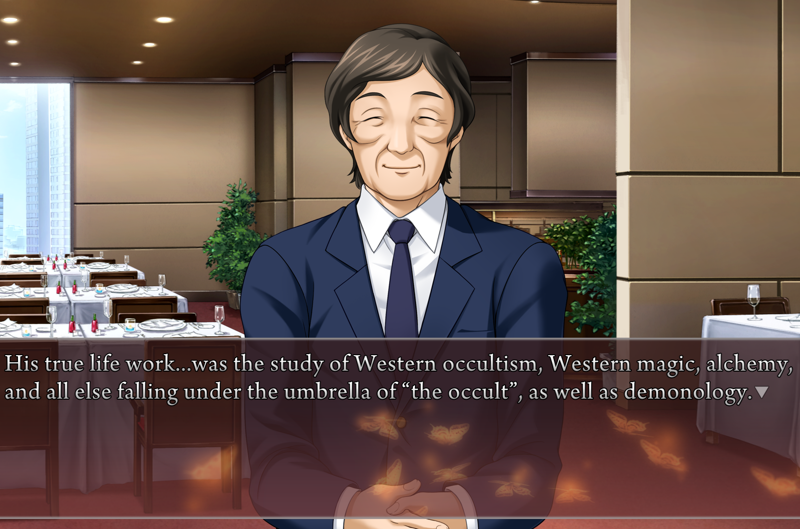 His true life work...was the study of Western occultism, Western magic, alchemy,
and all else falling under the umbrella of “the occult”, as well as demonology.